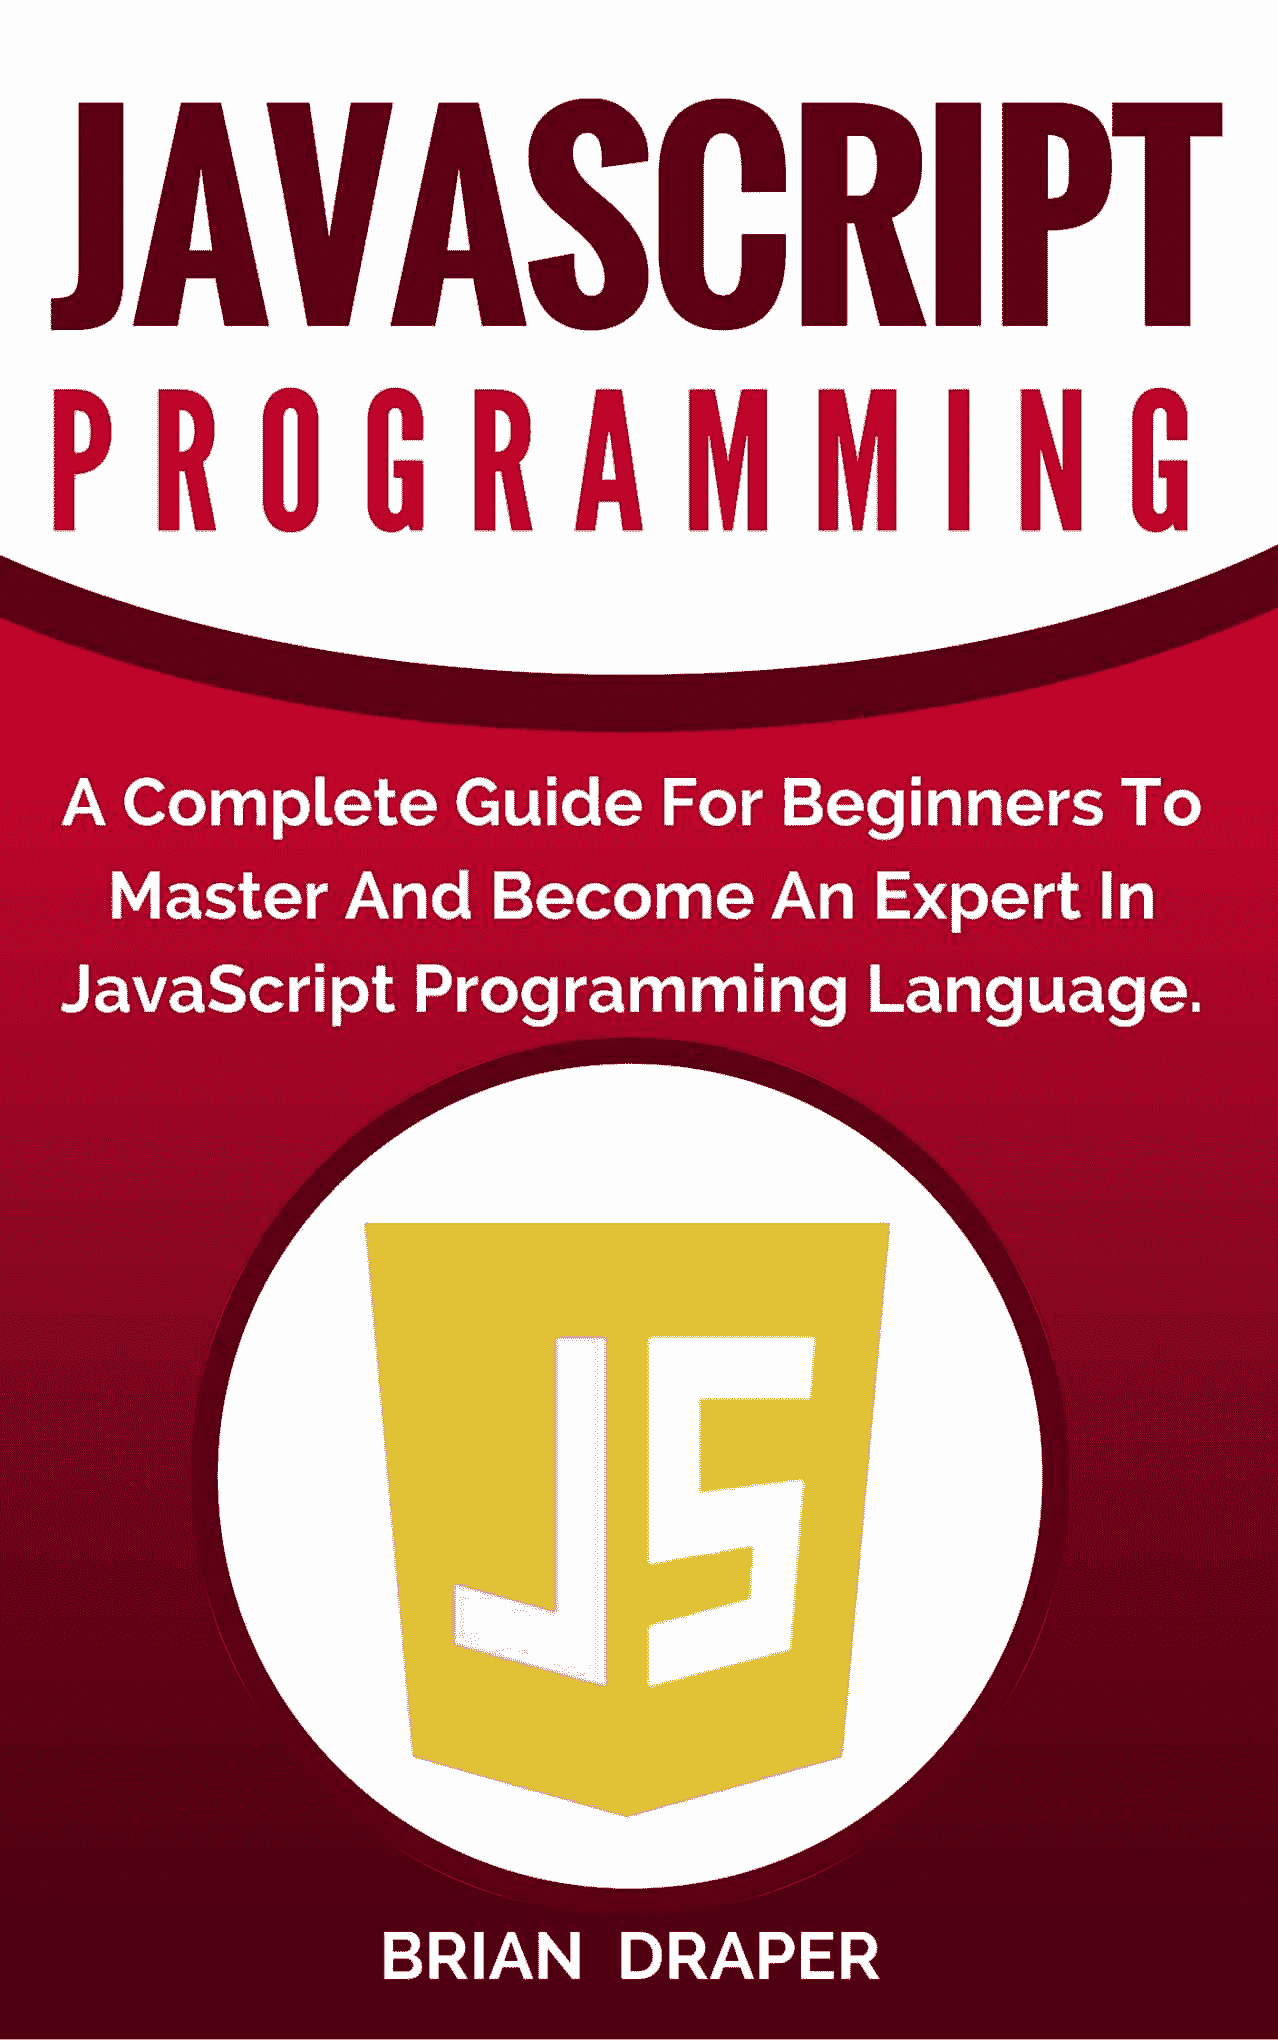 JAVASCRIPT
PROGRAMMING
A Complete Guide For Beginners To
Master And Become An Expert In
JavaScript Programming Language.
JS
BRIAN DRAPER